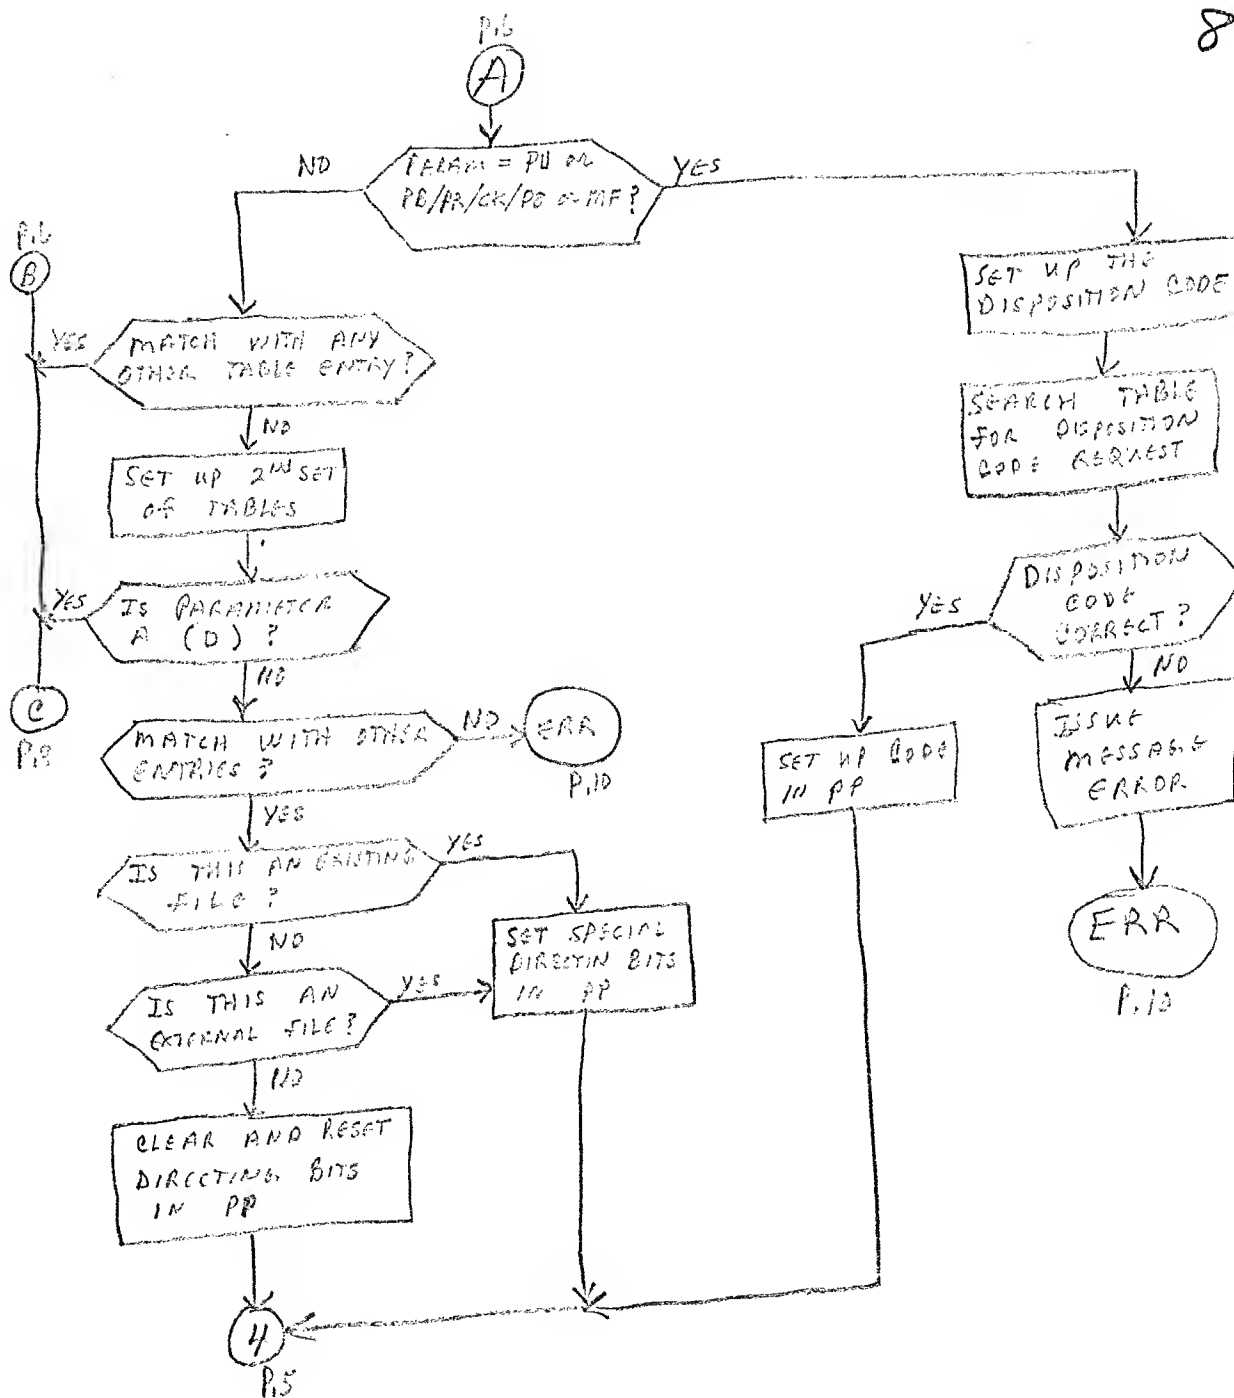 8
P.6
A
NO
PARAM = PU or
PB/PR/CK/PE or MF?
YES
P.6
B
YES
MATCH WITH ANY
OTHER TABLE ENTRY?
NO
SET UP 2ND SET
OF TABLES
YES
IS PARAMETER
A (D) ?
NO
C
MATCH WITH OTHER
ENTRIES ?
NO
ERR
P.10
YES
IS THIS AN EXISTING
FILE ?
YES
NO
SET SPECIAL
DIRECTIN BITS
IN PP
IS THIS AN
EXTERNAL FILE?
YES
NO
CLEAR AND RESET
DIRECTING BITS
IN PP
4
P.5
SET UP THE
DISPOSITION CODE
SEARCH TABLE
FOR DISPOSITION
CODE REQUEST
DISPOSITION
CODE
CORRECT ?
YES
NO
SET UP CODE
IN PP
ISSUE
MESSAGE
ERROR
ERR
P.10